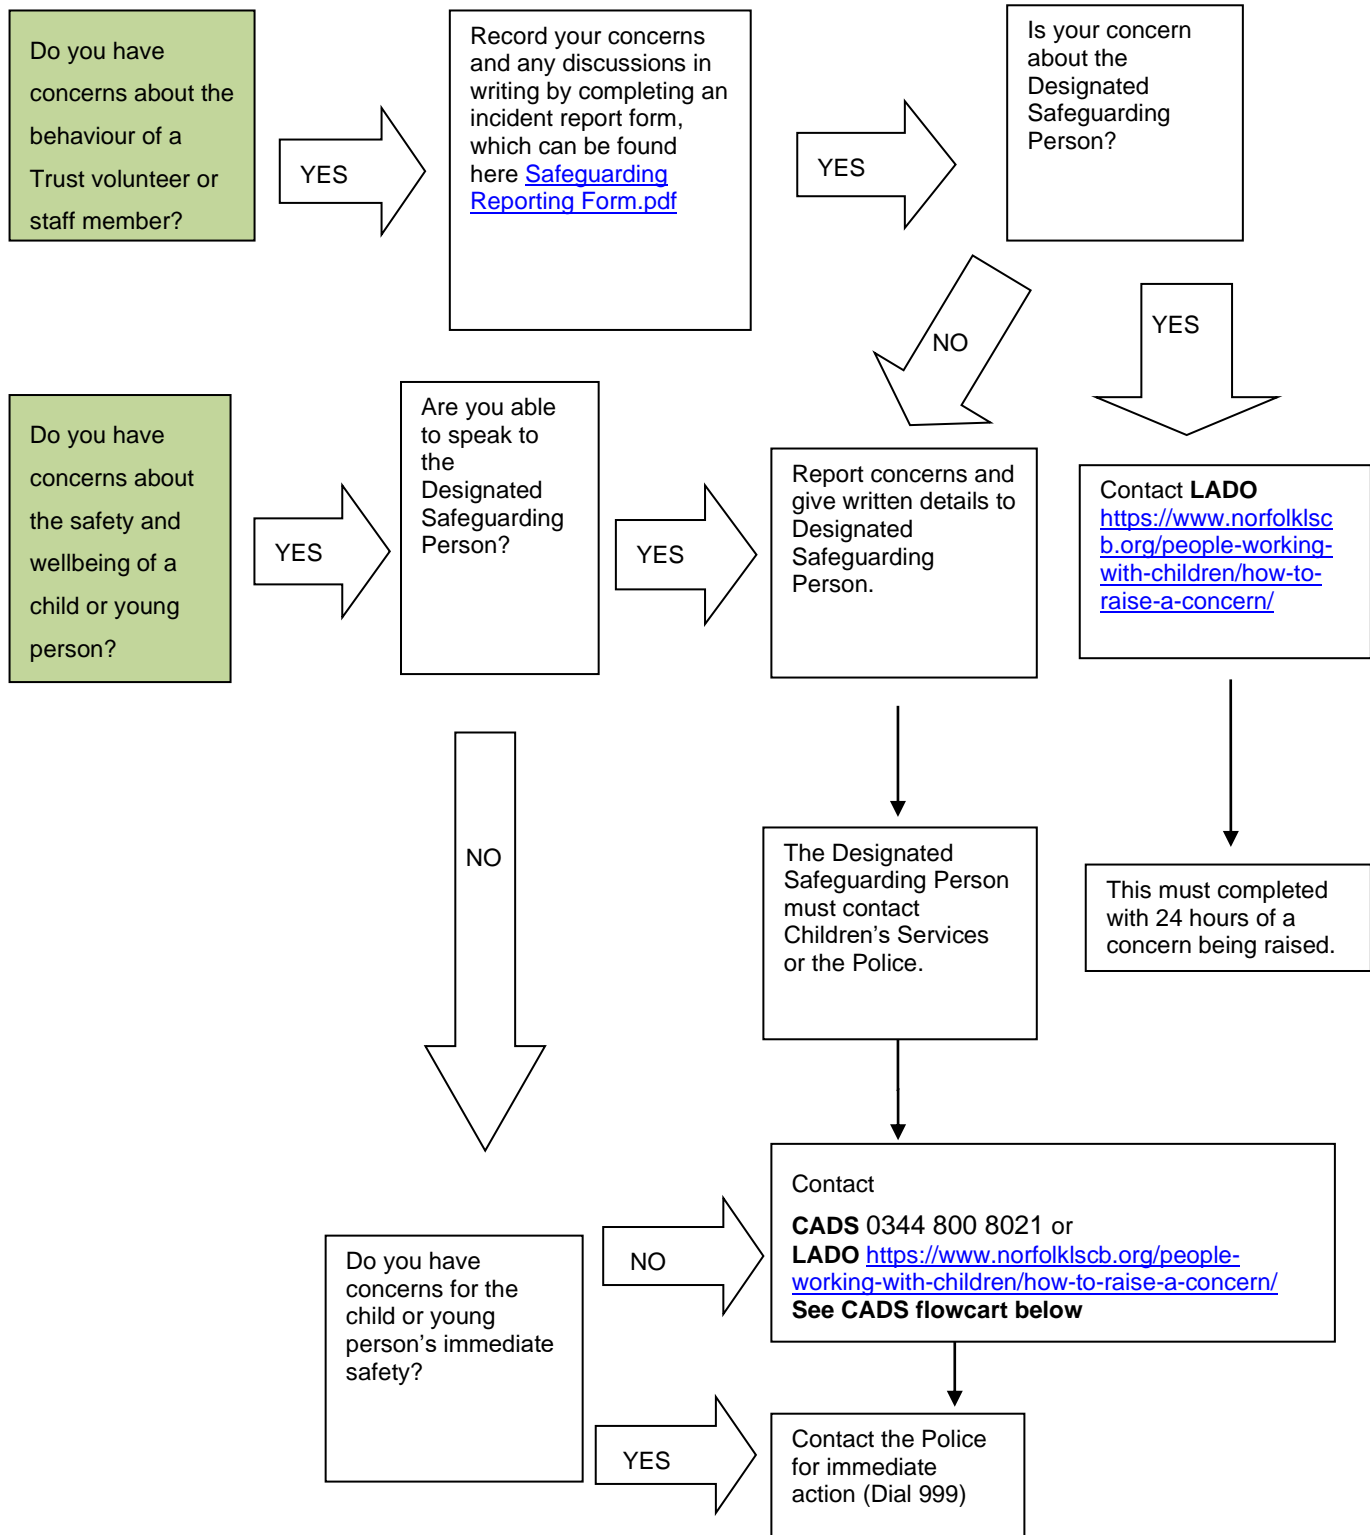 Do you have
concerns about the
behaviour of a
Trust volunteer or
staff member?
YES
Record your concerns
and any discussions in
writing by completing an
incident report form,
which can be found
here Safeguarding
Reporting Form.pdf
YES
Is your concern
about the
Designated
Safeguarding
Person?
NO
YES
Do you have
concerns about
the safety and
wellbeing of a
child or young
person?
YES
Are you able
to speak to
the
Designated
Safeguarding
Person?
YES
Report concerns and
give written details to
Designated
Safeguarding
Person.
Contact LADO
https://www.norfolklsc
b.org/people-working-
with-children/how-to-
raise-a-concern/
NO
The Designated
Safeguarding Person
must contact
Children’s Services
or the Police.
This must completed
with 24 hours of a
concern being raised.
Do you have
concerns for the
child or young
person’s immediate
safety?
NO
Contact
CADS 0344 800 8021 or
LADO https://www.norfolklscb.org/people-
working-with-children/how-to-raise-a-concern/
See CADS flowcart below
YES
Contact the Police
for immediate
action (Dial 999)